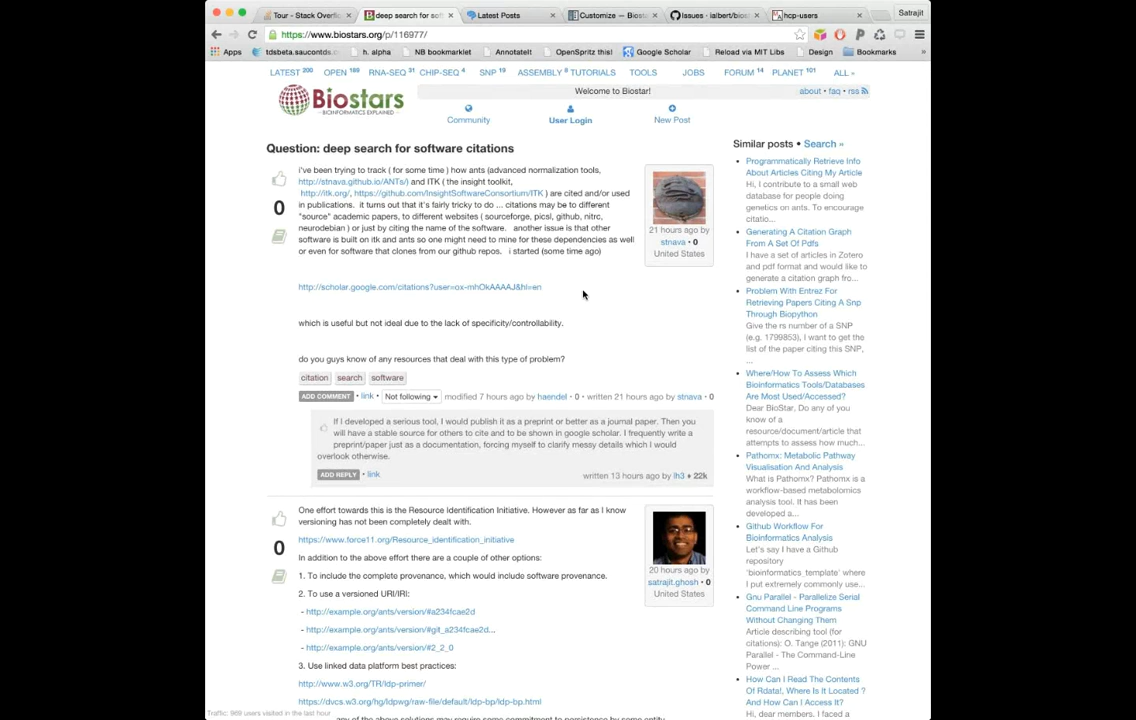 Tour - Stack Overfl
deep search for soft
Latest Posts
Customize — Biosta
Issues · ialbert/bios
hcp-users
Satrajit
https://www.biostars.org/p/116977/
Apps
tdsbeta.saucontds.c
h. alpha
NB bookmarklet
AnnotateIt
OpenSpritz this!
Google Scholar
Reload via MIT Libs
Design
Bookmarks
»
LATEST
OPEN
RNA-SEQ 31
CHIP-SEQ 4
SNP 19
ASSEMBLY 8
TUTORIALS
TOOLS
JOBS
FORUM 14
PLANET 101
ALL »
Biostars
BIOINFORMATICS EXPLAINED
Welcome to Biostar!
about • faq • rss
Community
User Login
New Post
Question: deep search for software citations
i've been trying to track ( for some time ) how ants (advanced normalization tools,
http://stnava.github.io/ANTs/) and ITK ( the insight toolkit,
http://itk.org/, https://github.com/InsightSoftwareConsortium/ITK ) are cited and/or used
in publications. it turns out that it's fairly tricky to do ... citations may be to different
"source" academic papers, to different websites ( sourceforge, picsl, github, nitrc,
neurodebian ) or just by citing the name of the software. another issue is that other
software is built on itk and ants so one might need to mine for these dependencies as well
or even for software that clones from our github repos. i started (some time ago)
0
21 hours ago by
stnava • 0
United States
http://scholar.google.com/citations?user=ox-mhOkAAAAJ&hl=en
which is useful but not ideal due to the lack of specificity/controllability.
do you guys know of any resources that deal with this type of problem?
citation
search
software
ADD COMMENT • link • Not following modified 7 hours ago by haendel • 0 • written 21 hours ago by stnava • 0
If I developed a serious tool, I would publish it as a preprint or better as a journal paper. Then you
will have a stable source for others to cite and to be shown in google scholar. I frequently write a
preprint/paper just as a documentation, forcing myself to clarify messy details which I would
overlook otherwise.
ADD REPLY • link
written 13 hours ago by lh3 ♦ 22k
One effort towards this is the Resource Identification Initiative. However as far as I know
versioning has not been completely dealt with.
https://www.force11.org/Resource_identification_initiative
In addition to the above effort there are a couple of other options:
1. To include the complete provenance, which would include software provenance.
2. To use a versioned URI/IRI:
- http://example.org/ants/version/#a234fcae2d
- http://example.org/ants/version/#git_a234fcae2d...
- http://example.org/ants/version/#2_2_0
3. Use linked data platform best practices:
http://www.w3.org/TR/ldp-primer/
https://dvcs.w3.org/hg/ldpwg/raw-file/default/ldp-bp/ldp-bp.html
any of the above solutions may require some commitment to persistence by some entity
0
20 hours ago by
satrajit.ghosh • 0
United States
Traffic: 969 users visited in the last hour
Similar posts • Search »
• Programmatically Retrieve Info
About Articles Citing My Article
Hi, I contribute to a small web
database for people doing
genetics on ants. To encourage
citatio...
• Generating A Citation Graph
From A Set Of Pdfs
I have a set of articles in Zotero
and pdf format and would like to
generate a citation graph fro...
• Problem With Entrez For
Retrieving Papers Citing A Snp
Through Biopython
Give the rs number of a SNP
(e.g. 1799853), I want to get the
list of the paper citing this SNP,
...
• Where/How To Assess Which
Bioinformatics Tools/Databases
Are Most Used/Accessed?
Dear BioStar, Do any of you
know of a
resource/document/article that
attempts to assess how much...
• Pathomx: Metabolic Pathway
Visualisation And Analysis
What is Pathomx? Pathomx is a
workflow-based metabolomics
analysis tool. It has been
developed a...
• Github Workflow For
Bioinformatics Analysis
Let's say I have a Github
repository
'bioinformatics_template' where
I put extremely commonly use...
• Gnu Parallel - Parallelize Serial
Command Line Programs
Without Changing Them
Article describing tool (for
citations): O. Tange (2011): GNU
Parallel - The Command-Line
Power ...
• How Can I Read The Contents
Of Rdata!, Where Is It Located ?
And How Can I Access It?
Hi, dear members, I faced a